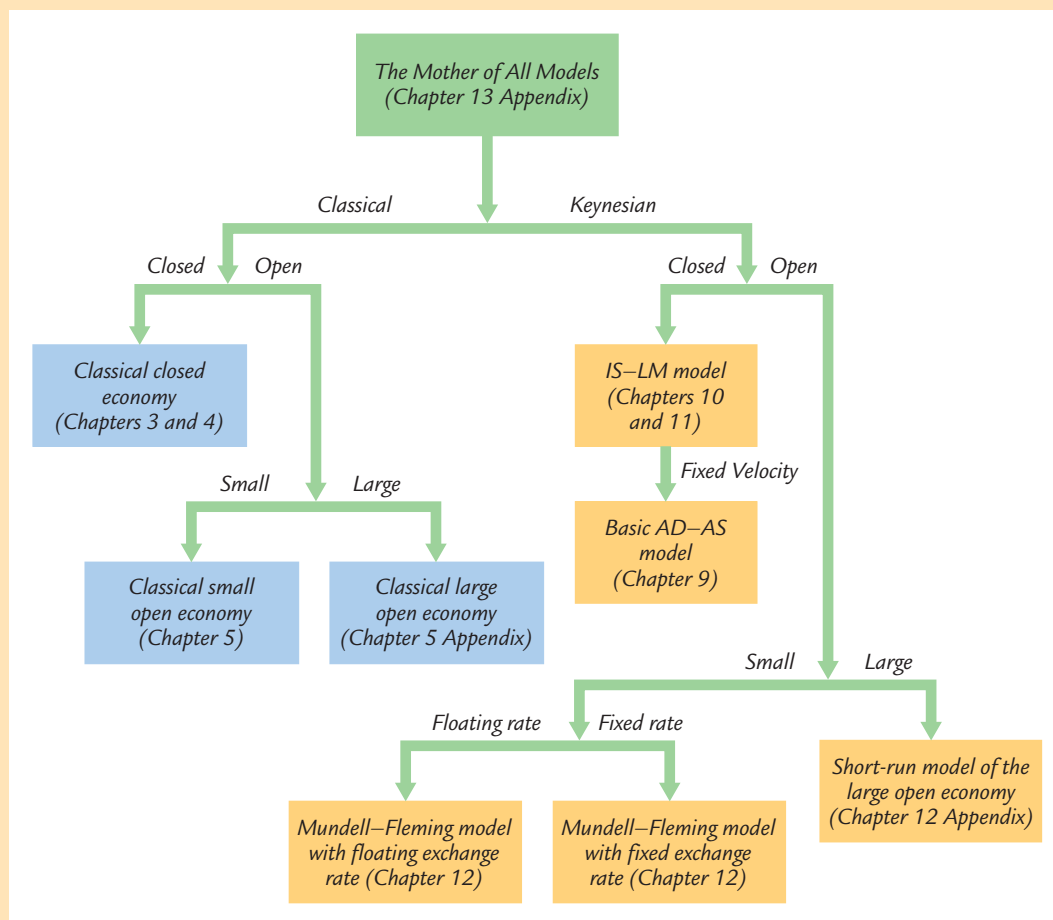 The Mother of All Models
(Chapter 13 Appendix)
Classical
Keynesian
Closed
Open
Closed
Open
Classical closed
economy
(Chapters 3 and 4)
IS–LM model
(Chapters 10
and 11)
Fixed Velocity
Small
Large
Basic AD–AS
model
(Chapter 9)
Classical small
open economy
(Chapter 5)
Classical large
open economy
(Chapter 5 Appendix)
Small
Large
Floating rate
Fixed rate
Short-run model of the
large open economy
(Chapter 12 Appendix)
Mundell–Fleming model
with floating exchange
rate (Chapter 12)
Mundell–Fleming model
with fixed exchange
rate (Chapter 12)